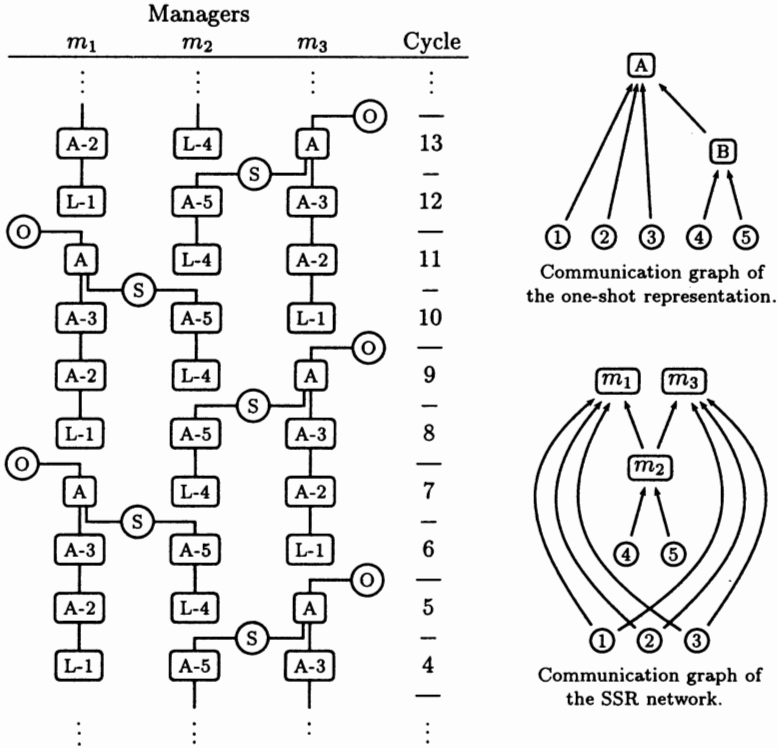 Managers
m₁ m₂ m₃ Cycle
⋮ ⋮ ⋮ ⋮
O
A-2 L-4 A 13
S
L-1 A-5 A-3 12
O
A L-4 A-2 11
S
A-3 A-5 L-1 10
O
A-2 L-4 A 9
S
L-1 A-5 A-3 8
O
A L-4 A-2 7
S
A-3 A-5 L-1 6
O
A-2 L-4 A 5
S
L-1 A-5 A-3 4
⋮ ⋮ ⋮ ⋮
A
B
1 2 3 4 5
Communication graph of
the one-shot representation.
m₁ m₃
m₂
4 5
1 2 3
Communication graph of
the SSR network.